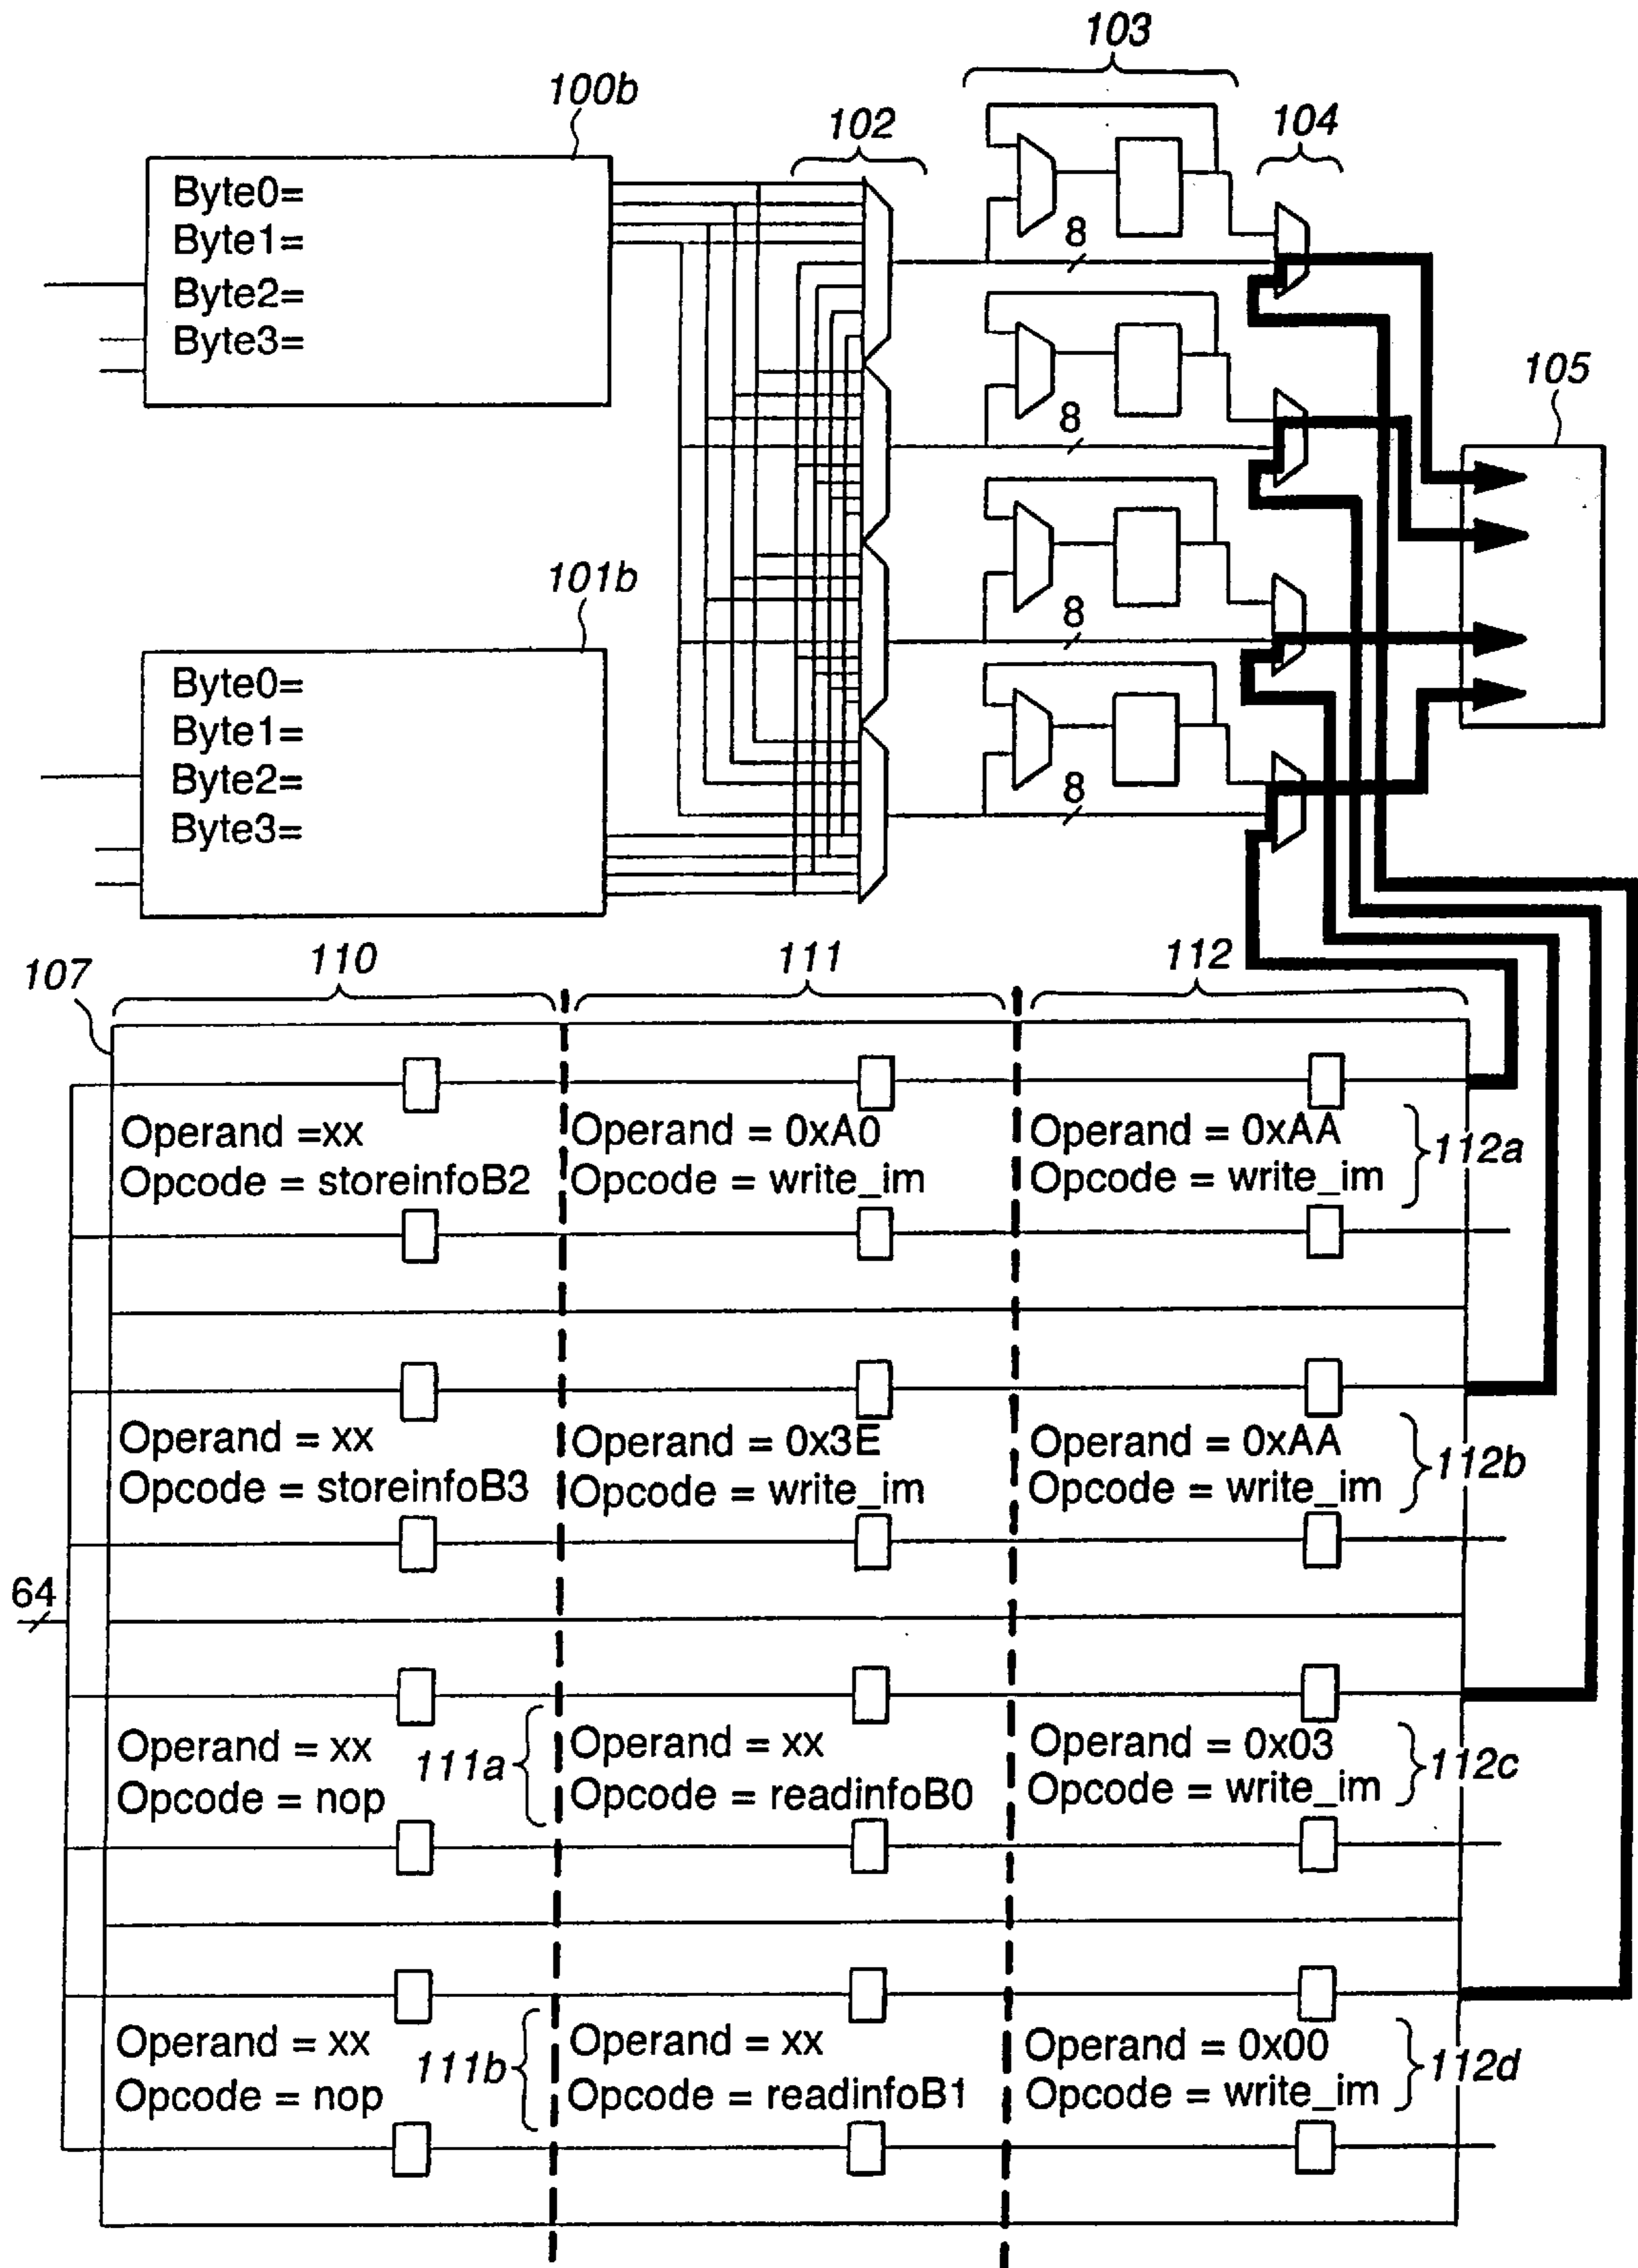 103
100b
102
104
Byte0=
Byte1=
Byte2=
Byte3=
8
8
105
101b
8
Byte0=
Byte1=
Byte2=
Byte3=
8
107
110
111
112
Operand =xx
Opcode = storeinfoB2
Operand = 0xA0
Opcode = write_im
Operand = 0xAA
Opcode = write_im
112a
Operand = xx
Opcode = storeinfoB3
Operand = 0x3E
Opcode = write_im
Operand = 0xAA
Opcode = write_im
112b
64
Operand = xx
Opcode = nop
111a
Operand = xx
Opcode = readinfoB0
Operand = 0x03
Opcode = write_im
112c
Operand = xx
Opcode = nop
111b
Operand = xx
Opcode = readinfoB1
Operand = 0x00
Opcode = write_im
112d